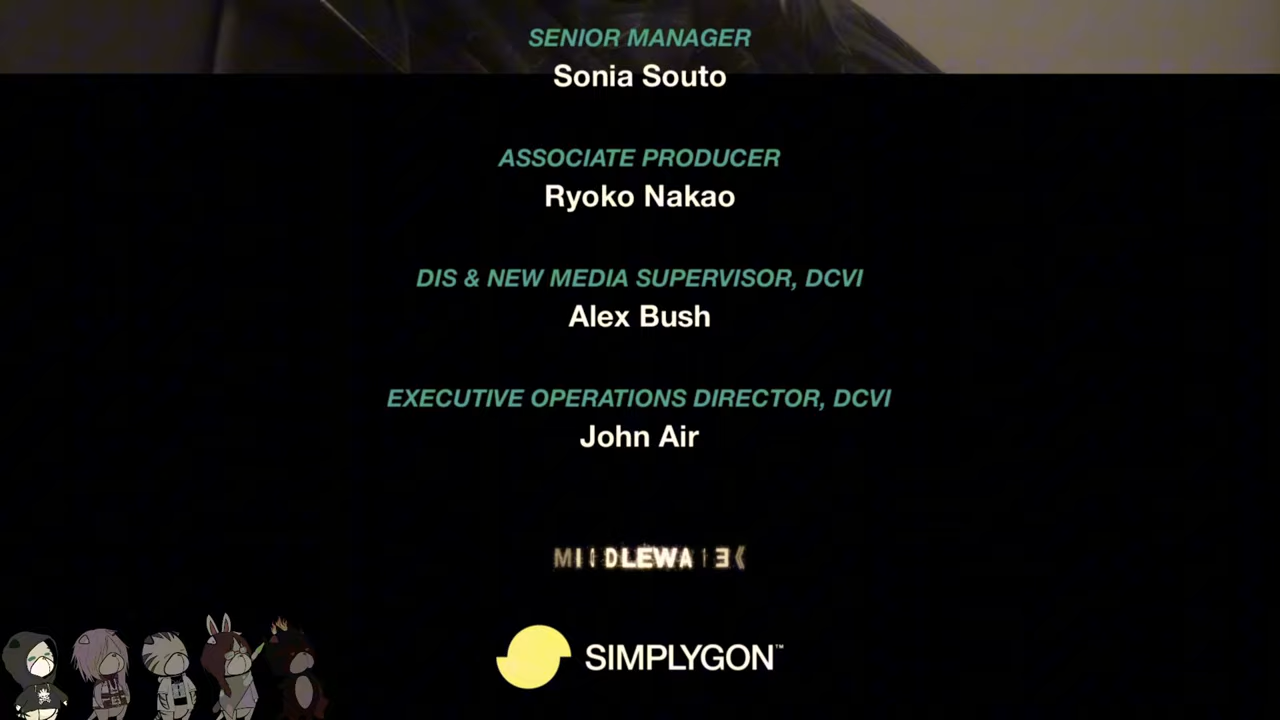 SENIOR MANAGER
Sonia Souto
ASSOCIATE PRODUCER
Ryoko Nakao
DIS & NEW MEDIA SUPERVISOR, DCVI
Alex Bush
EXECUTIVE OPERATIONS DIRECTOR, DCVI
John Air
SIMPLYGON™